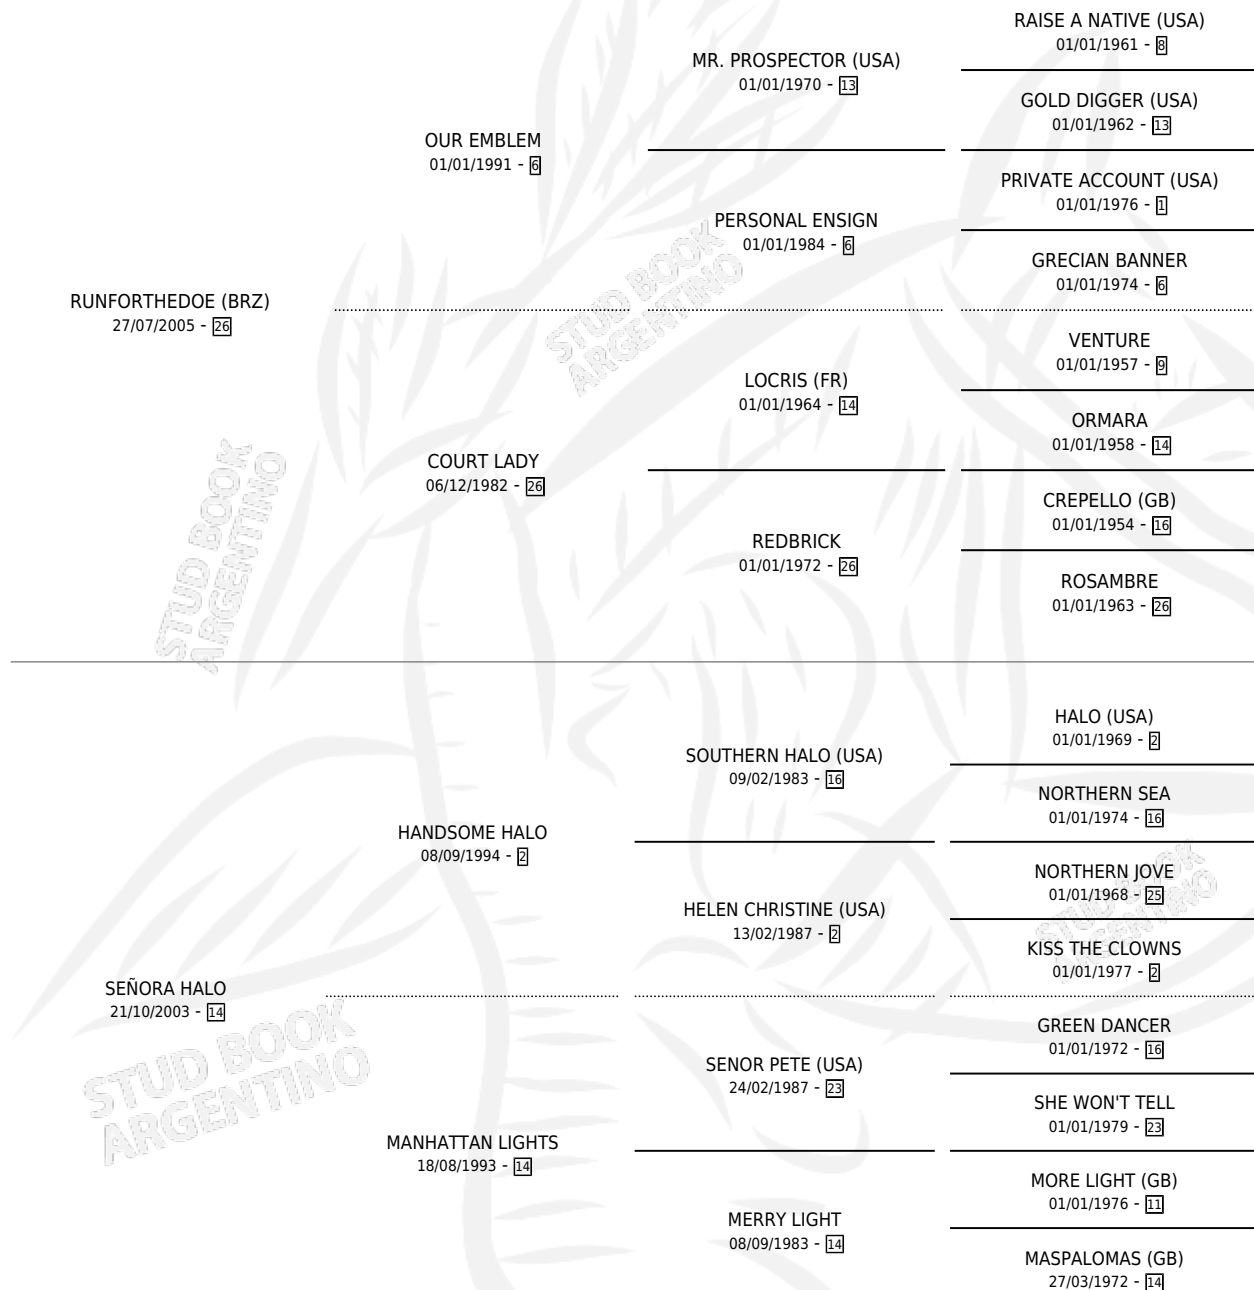 RAISE A NATIVE (USA)
01/01/1961 - 8
MR. PROSPECTOR (USA)
01/01/1970 - 13
GOLD DIGGER (USA)
01/01/1962 - 13
OUR EMBLEM
01/01/1991 - 6
PRIVATE ACCOUNT (USA)
01/01/1976 - 1
PERSONAL ENSIGN
01/01/1984 - 6
GRECIAN BANNER
01/01/1974 - 6
RUNFORTHEDOE (BRZ)
27/07/2005 - 26
VENTURE
01/01/1957 - 9
LOCRIS (FR)
01/01/1964 - 14
ORMARA
01/01/1958 - 14
COURT LADY
06/12/1982 - 26
CREPELLO (GB)
01/01/1954 - 16
REDBRICK
01/01/1972 - 26
ROSAMBRE
01/01/1963 - 26
HALO (USA)
01/01/1969 - 2
SOUTHERN HALO (USA)
09/02/1983 - 16
NORTHERN SEA
01/01/1974 - 16
HANDSOME HALO
08/09/1994 - 2
NORTHERN JOVE
01/01/1968 - 25
HELEN CHRISTINE (USA)
13/02/1987 - 2
KISS THE CLOWNS
01/01/1977 - 2
SEÑORA HALO
21/10/2003 - 14
GREEN DANCER
01/01/1972 - 16
SENOR PETE (USA)
24/02/1987 - 23
SHE WON'T TELL
01/01/1979 - 23
MANHATTAN LIGHTS
18/08/1993 - 14
MORE LIGHT (GB)
01/01/1976 - 11
MERRY LIGHT
08/09/1983 - 14
MASPALOMAS (GB)
27/03/1972 - 14
STUD BOOK
ARGENTINO
STUD BOOK
ARGENTINO
STUD BOOK
ARGENTINO
STUD BOOK
ARGENTINO